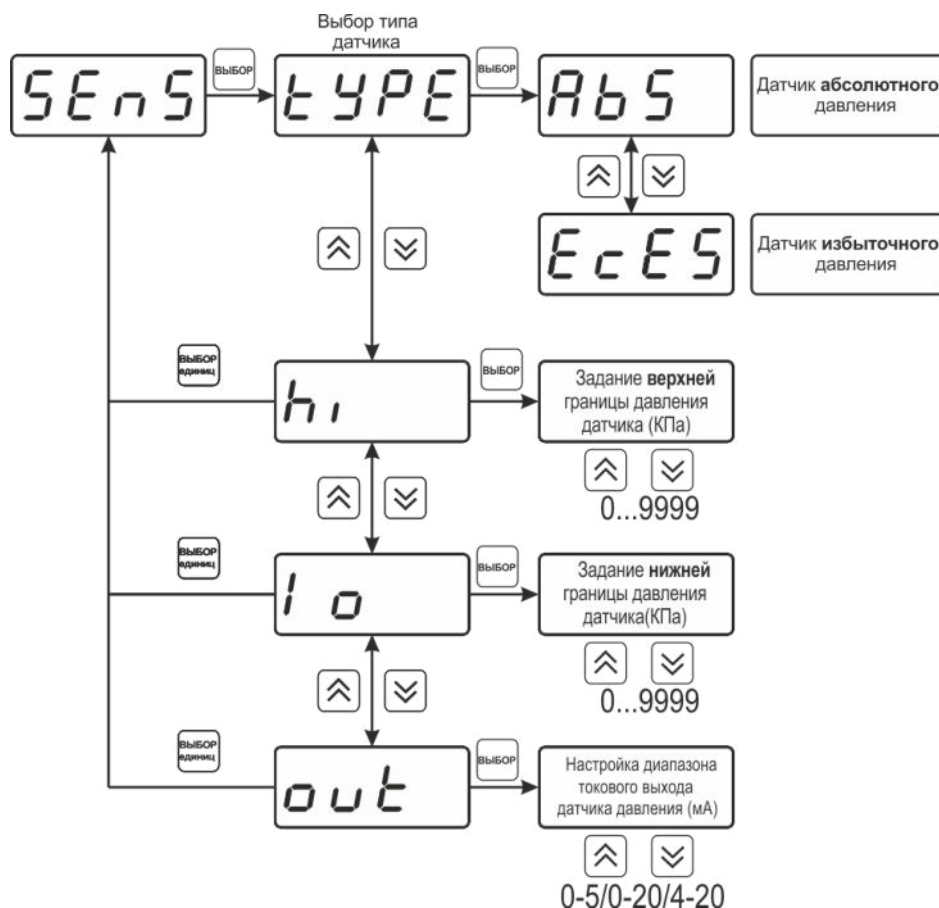 Выбор типа
датчика
SEnS
ВЫБОР
tYPE
ВЫБОР
AbS
Датчик абсолютного
давления
EcES
Датчик избыточного
давления
ВЫБОР
единиц
hi
ВЫБОР
Задание верхней
границы давления
датчика (КПа)
0...9999
ВЫБОР
единиц
lo
ВЫБОР
Задание нижней
границы давления
датчика(КПа)
0...9999
ВЫБОР
единиц
out
ВЫБОР
Настройка диапазона
токового выхода
датчика давления (мА)
0-5/0-20/4-20